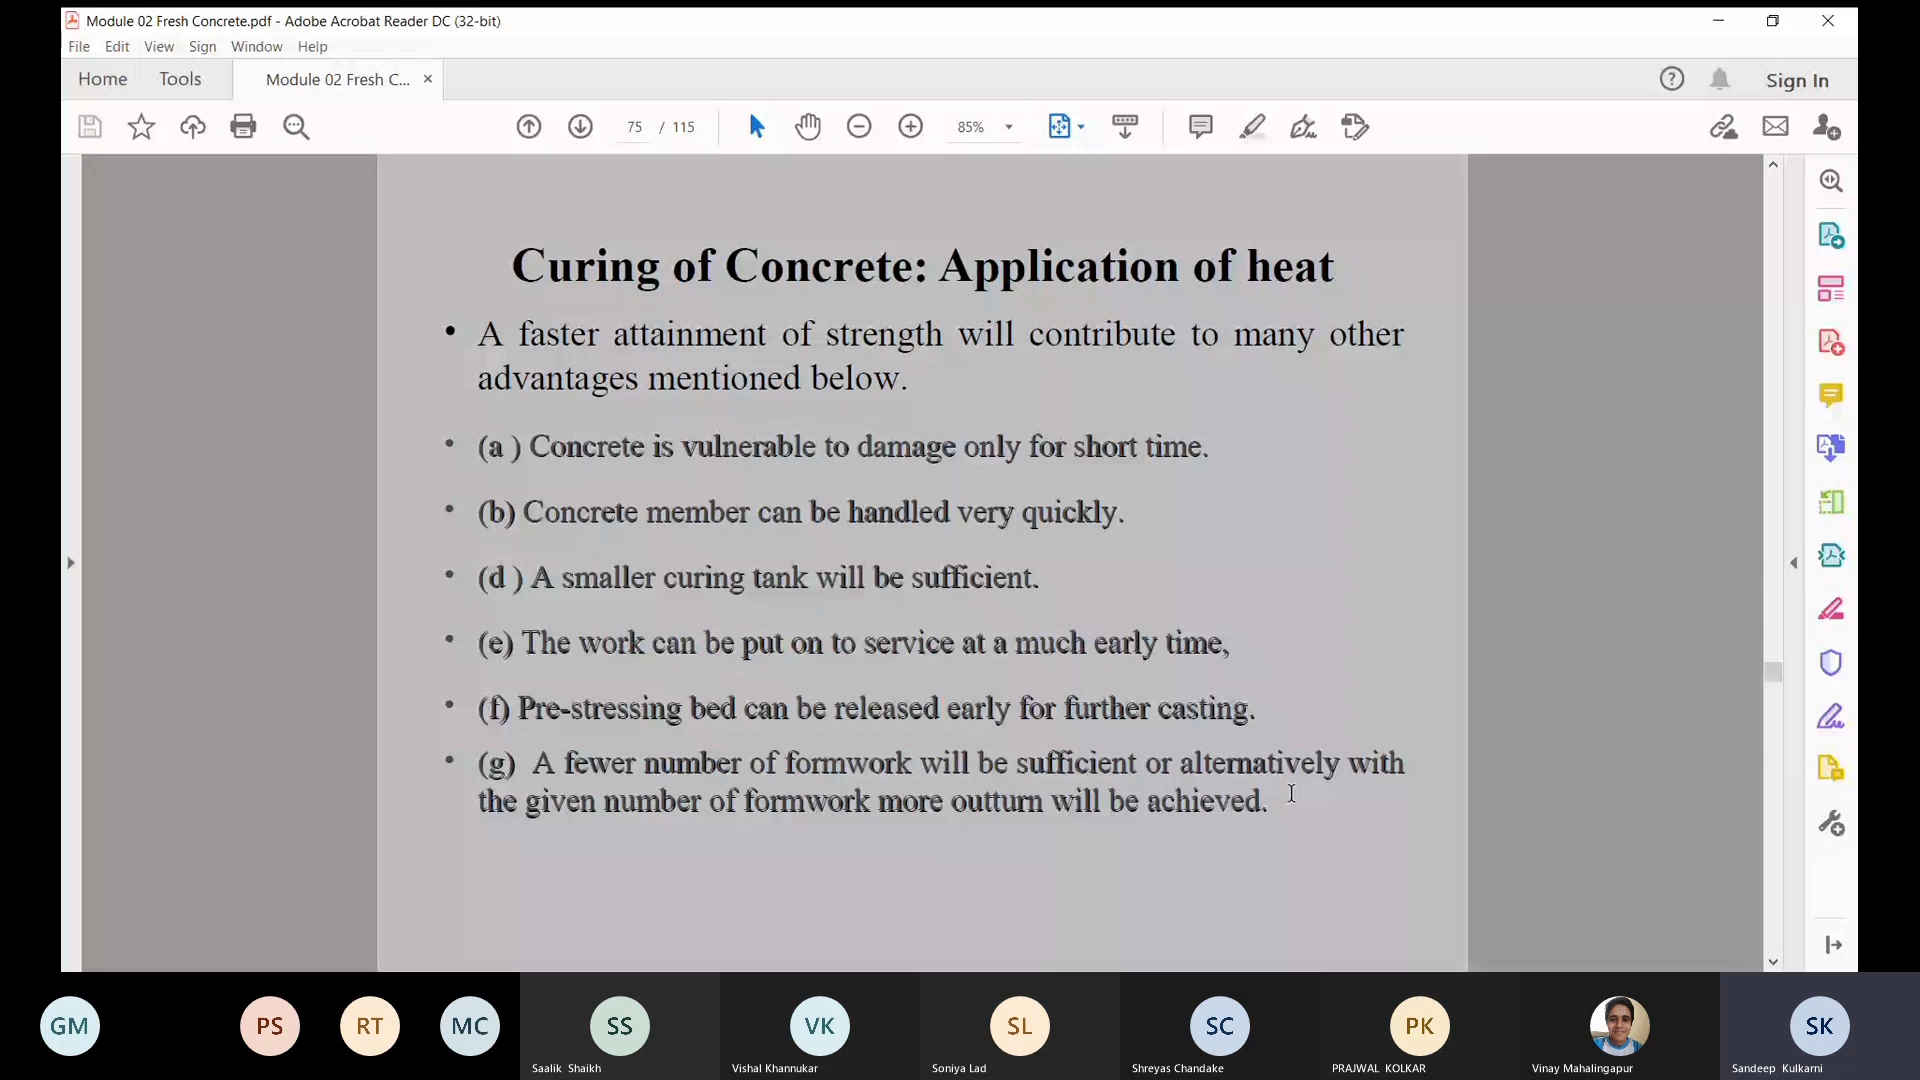 Module 02 Fresh Concrete.pdf - Adobe Acrobat Reader DC (32-bit)
File Edit View Sign Window Help
Home Tools Module 02 Fresh C... × Sign In
75 / 115 85%
Curing of Concrete: Application of heat
• A faster attainment of strength will contribute to many other
advantages mentioned below.
• (a ) Concrete is vulnerable to damage only for short time.
• (b) Concrete member can be handled very quickly.
• (d ) A smaller curing tank will be sufficient.
• (e) The work can be put on to service at a much early time,
• (f) Pre-stressing bed can be released early for further casting.
• (g) A fewer number of formwork will be sufficient or alternatively with
the given number of formwork more outturn will be achieved.
GM PS RT MC SS VK SL SC PK SK
Saalik Shaikh Vishal Khannukar Soniya Lad Shreyas Chandake PRAJWAL KOLKAR Vinay Mahalingapur Sandeep Kulkarni